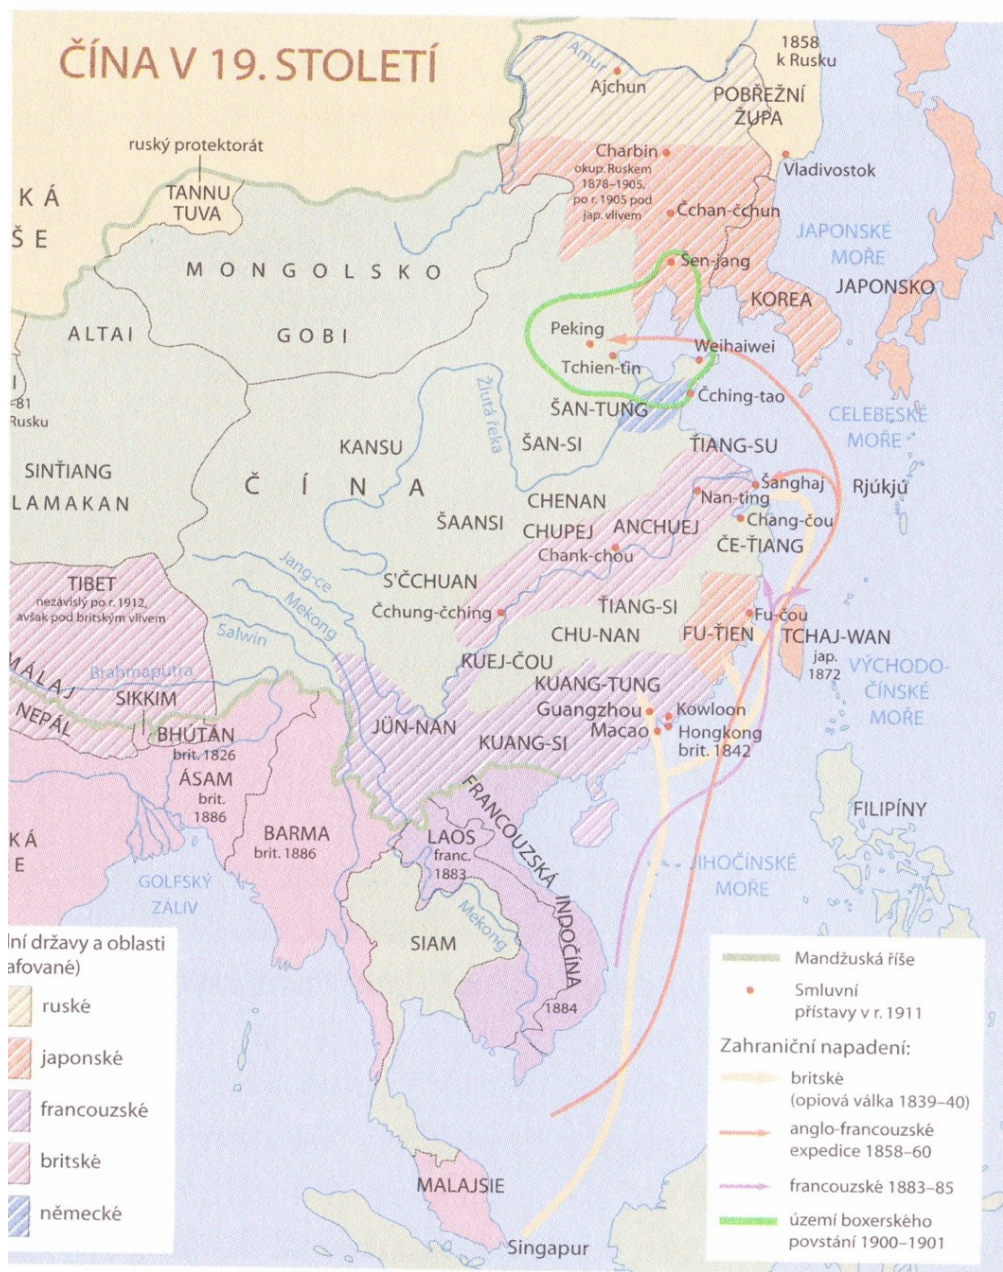 ČÍNA V 19. STOLETÍ
1858
k Rusku
Amur
Ajchun
POBŘEŽNÍ
ŽUPA
ruský protektorát
Charbin
okup. Ruskem
1878–1905.
po r. 1905 pod
jap. vlivem
Vladivostok
KÁ
ŠE
TANNU
TUVA
Čchan-čchun
JAPONSKÉ
MOŘE
MONGOLSKO
Šen-jang
JAPONSKO
KOREA
ALTAI
GOBI
Peking
Weihaiwei
Tchien-ťin
I
–81
Rusku
Žlutá řeka
ŠAN-TUNG
Čching-tao
CELEBESKÉ
MOŘE
KANSU
ŠAN-SI
ŤIANG-SU
SINŤIANG
LAMAKAN
ČÍNA
Šanghaj
Rjúkjú
Nan-ting
CHENAN
ŠAANSI
CHUPEJ
ANCHUEJ
Chang-čou
ČE-ŤIANG
Chank-chou
Jang-ce
TIBET
nezávislý po r. 1912,
avšak pod britským vlivem
Mekong
S'ČCHUAN
Čchung-čching
ŤIANG-SI
Fu-čou
Salwin
CHU-NAN
FU-ŤIEN
TCHAJ-WAN
jap.
1872
MÁLAJ
Brahmaputra
KUEJ-ČOU
VÝCHODO-
ČÍNSKÉ
MOŘE
SIKKIM
KUANG-TUNG
NEPÁL
Guangzhou
Kowloon
BHÚTÁN
brit. 1826
JÜN-NAN
KUANG-SI
Macao
Hongkong
brit. 1842
ÁSAM
brit.
1886
FRANCOUZSKÁ INDOČÍNA
FILIPÍNY
KÁ
E
BARMA
brit. 1886
LAOS
franc.
1883
JIHOČÍNSKÉ
MOŘE
GOLFSKÝ
ZÁLIV
Mekong
SIAM
1884
MALAJSIE
Singapur
lní državy a oblasti
afované)
ruské
japonské
francouzské
britské
německé
Mandžuská říše
Smluvní
přístavy v r. 1911
Zahraniční napadení:
britské
(opiová válka 1839–40)
anglo-francouzské
expedice 1858–60
francouzské 1883–85
území boxerského
povstání 1900–1901